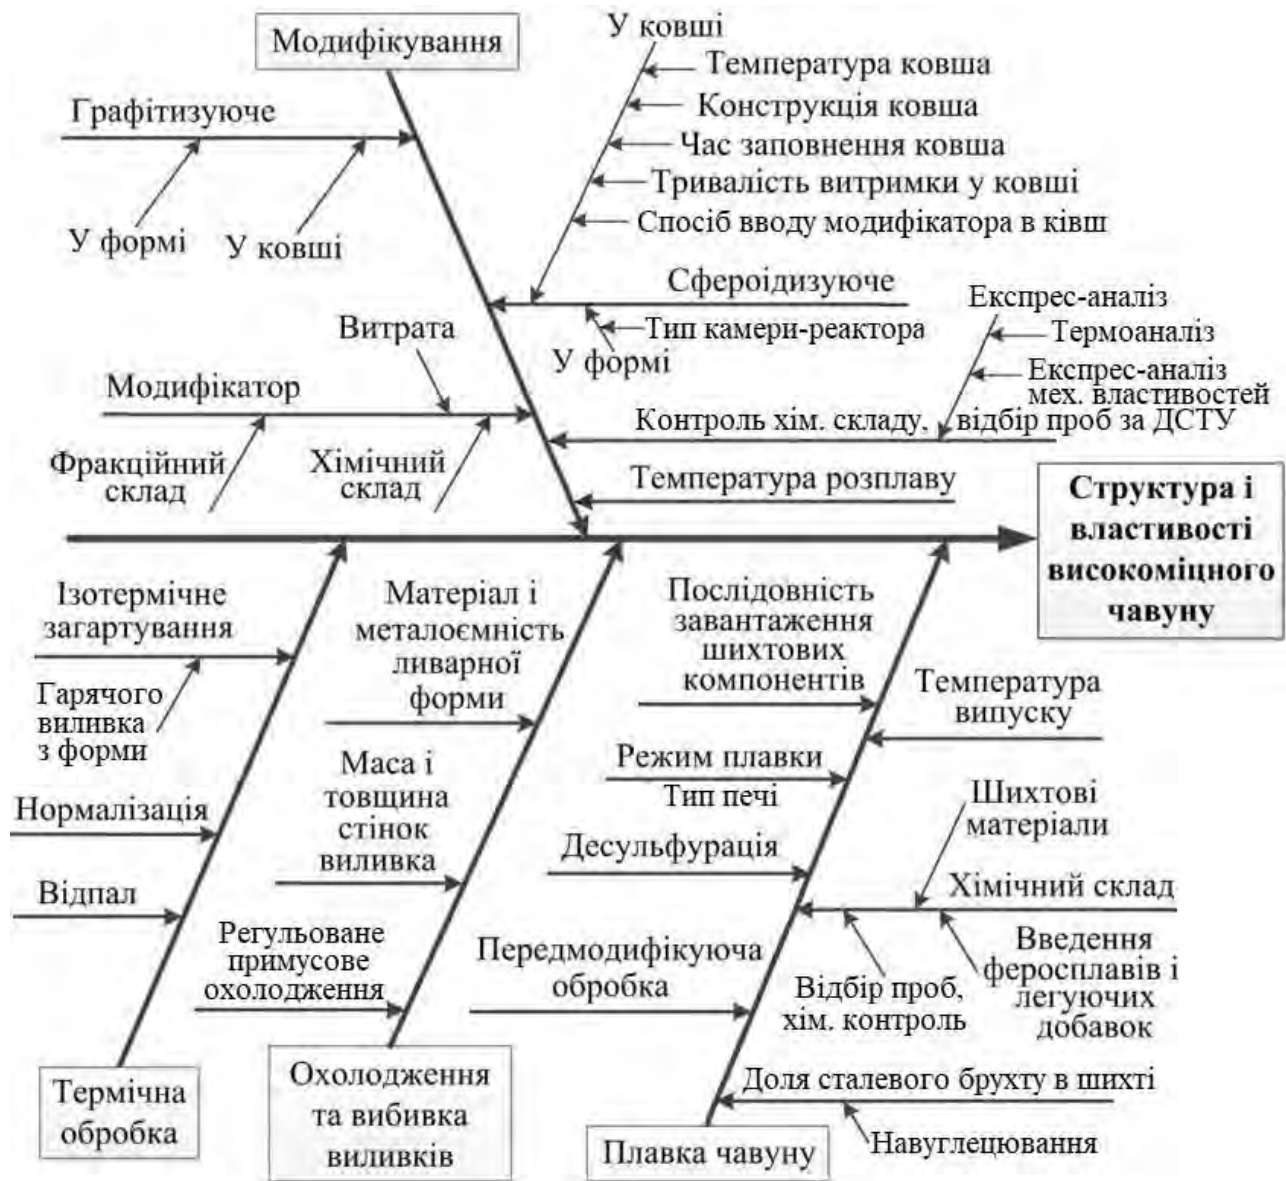 Модифікування
У ковші
Температура ковша
Конструкція ковша
Час заповнення ковша
Тривалість витримки у ковші
Спосіб вводу модифікатора в ківш
Графітизуюче
У формі
У ковші
Сфероідизуюче
Тип камери-реактора
У формі
Експрес-аналіз
Термоаналіз
Експрес-аналіз
мех. властивостей
Витрата
Модифікатор
Фракційний
склад
Хімічний
склад
Контроль хім. складу, відбір проб за ДСТУ
Температура розплаву
Структура і
властивості
високоміцного
чавуну
Ізотермічне
загартування
Гарячого
виливка
з форми
Нормалізація
Відпал
Термічна
обробка
Матеріал і
металоємність
ливарної
форми
Маса і
товщина
стінок
виливка
Регульоване
примусове
охолодження
Охолодження
та вибивка
виливків
Послідовність
завантаження
шихтових
компонентів
Температура
випуску
Режим плавки
Тип печі
Десульфурація
Шихтові
матеріали
Хімічний склад
Введення
феросплавів і
легуючих
добавок
Відбір проб,
хім. контроль
Передмодифікуюча
обробка
Доля сталевого брухту в шихті
Навуглецювання
Плавка чавуну